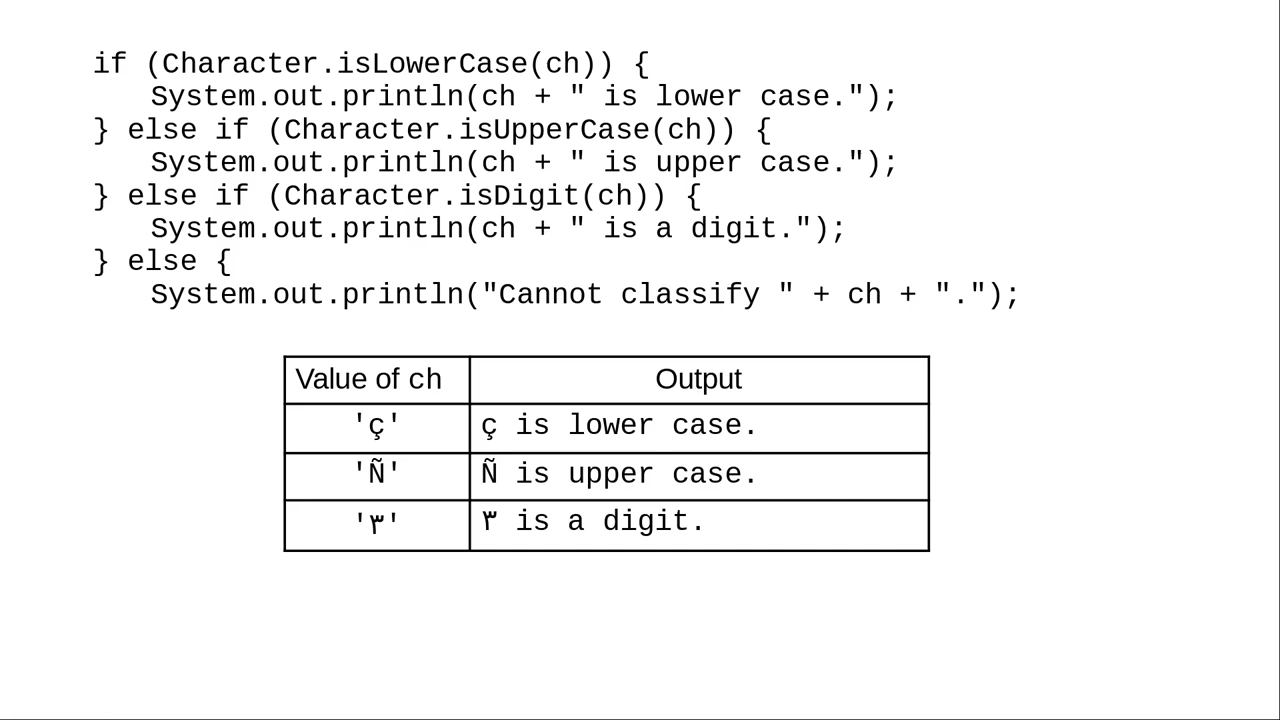 if (Character.isLowerCase(ch)) {
System.out.println(ch + " is lower case.");
} else if (Character.isUpperCase(ch)) {
System.out.println(ch + " is upper case.");
} else if (Character.isDigit(ch)) {
System.out.println(ch + " is a digit.");
} else {
System.out.println("Cannot classify " + ch + ".");
Value of ch Output
'ç' ç is lower case.
'Ñ' Ñ is upper case.
'٣' ٣ is a digit.